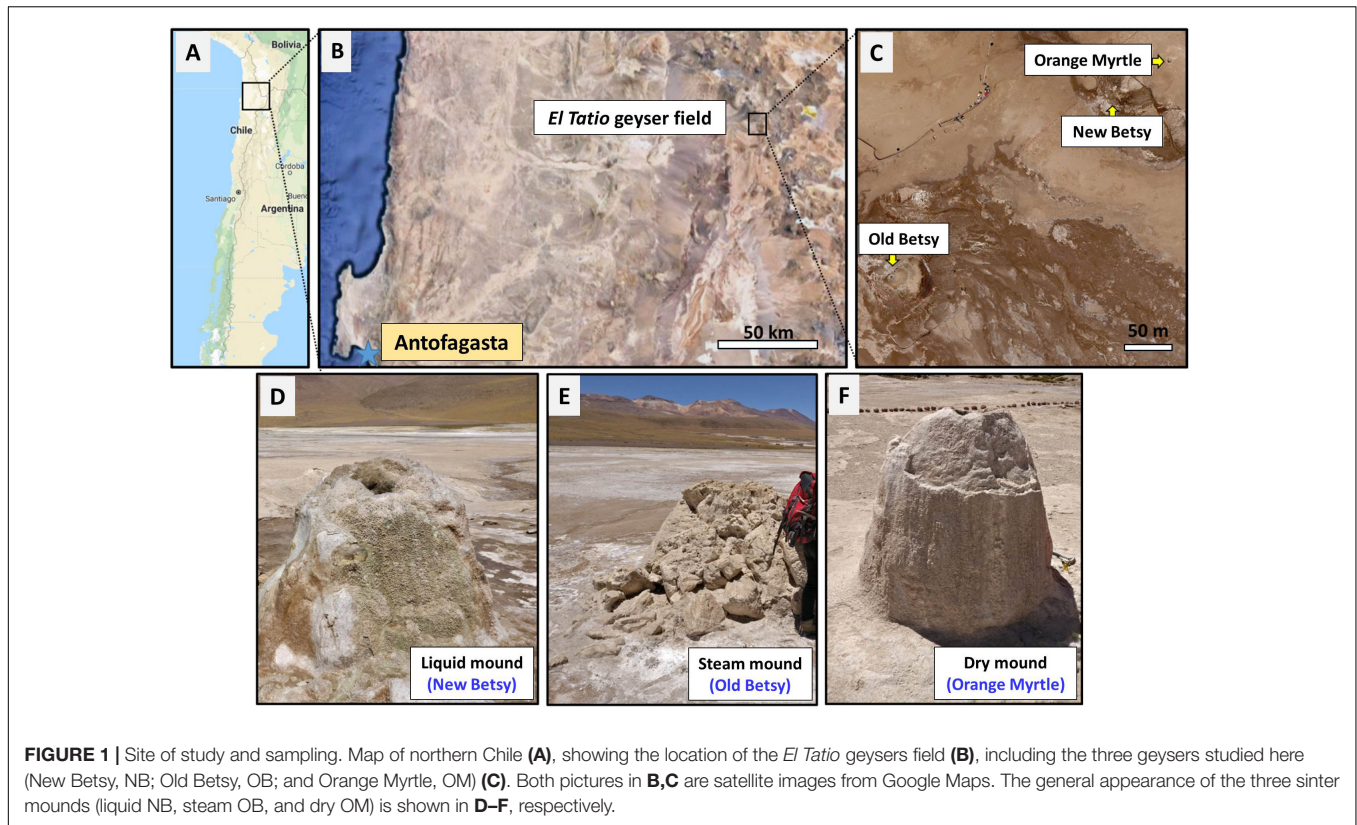 A
Bolivia
Chile
Córdoba
Santiago
Buen
Argentina
B
El Tatio geyser field
50 km
Antofagasta
C
Orange Myrtle
New Betsy
Old Betsy
50 m
D
Liquid mound
(New Betsy)
E
Steam mound
(Old Betsy)
F
Dry mound
(Orange Myrtle)
FIGURE 1 | Site of study and sampling. Map of northern Chile (A), showing the location of the El Tatio geysers field (B), including the three geysers studied here
(New Betsy, NB; Old Betsy, OB; and Orange Myrtle, OM) (C). Both pictures in B,C are satellite images from Google Maps. The general appearance of the three sinter
mounds (liquid NB, steam OB, and dry OM) is shown in D–F, respectively.